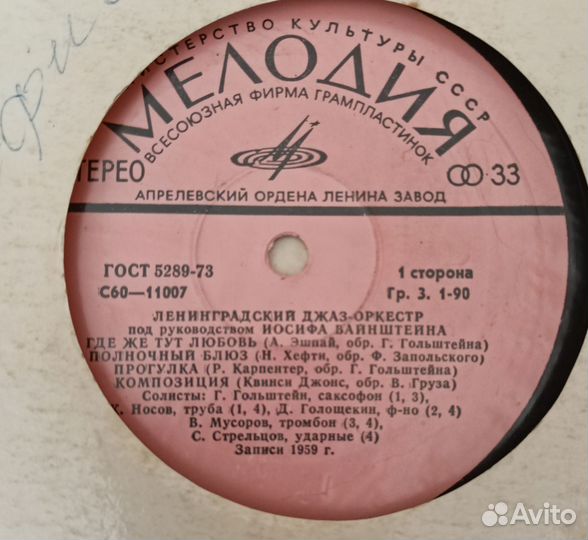 МИНИСТЕРСТВО КУЛЬТУРЫ СССР
МЕЛОДИЯ
ВСЕСОЮЗНАЯ ФИРМА ГРАМПЛАСТИНОК
ТЕРЕО
33
АПРЕЛЕВСКИЙ ОРДЕНА ЛЕНИНА ЗАВОД
ГОСТ 5289-73
1 сторона
С60—11007
Гр. 3. 1-90
ЛЕНИНГРАДСКИЙ ДЖАЗ-ОРКЕСТР
под руководством ИОСИФА ВАЙНШТЕЙНА
ГДЕ ЖЕ ТУТ ЛЮБОВЬ (А. Эшпай, обр. Г. Гольштейна)
ПОЛНОЧНЫЙ БЛЮЗ (Н. Хефти, обр. Ф. Запольского)
ПРОГУЛКА (Р. Карпентер, обр. Г. Гольштейна)
КОМПОЗИЦИЯ (Квинси Джонс, обр. В. Груза)
Солисты: Г. Гольштейн, саксофон (1, 3),
К. Носов, труба (1, 4), Д. Голощекин, ф-но (2, 4)
В. Мусоров, тромбон (3, 4),
С. Стрельцов, ударные (4)
Записи 1959 г.
Avito